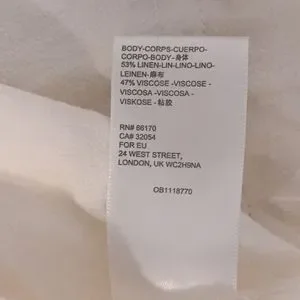 BODY-CORPS-CUERPO-
CORPO-BODY-身体
53% LINEN-LIN-LINO-LINO-
LEINEN-麻布
47% VISCOSE -VISCOSE -
VISCOSA -VISCOSA -
VISKOSE -粘胶
RN# 66170
CA# 32054
FOR EU
24 WEST STREET,
LONDON, UK WC2H9NA
OB1118770